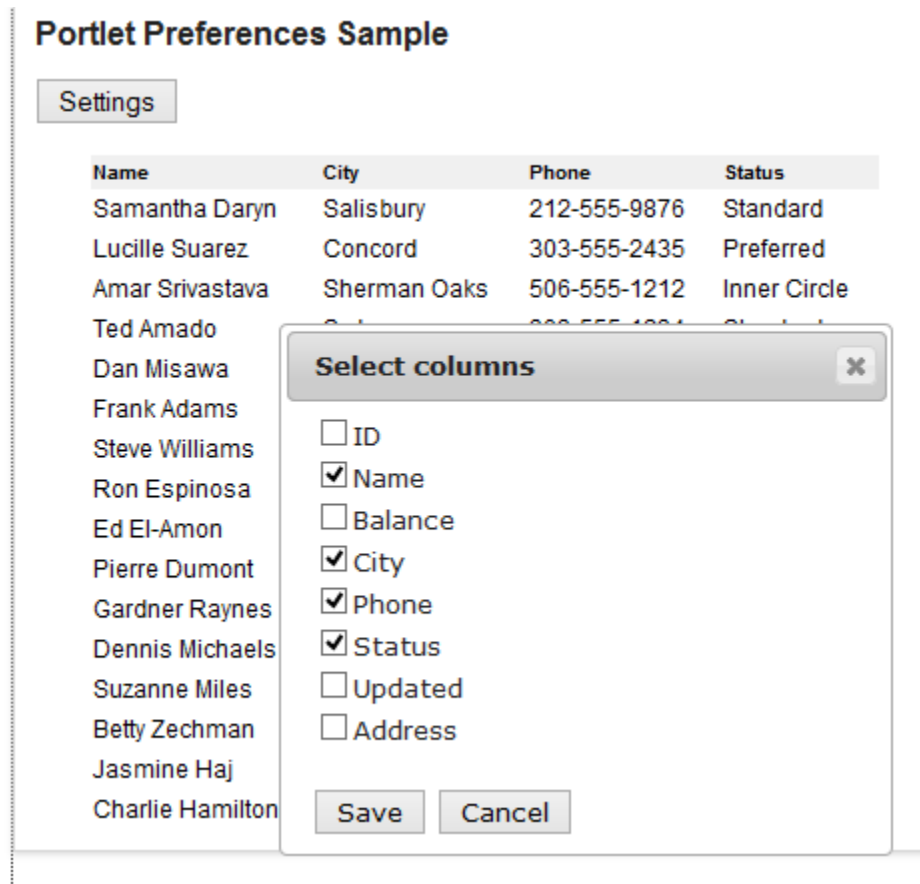 Portlet Preferences Sample
Settings
Name City Phone Status
Samantha Daryn Salisbury 212-555-9876 Standard
Lucille Suarez Concord 303-555-2435 Preferred
Amar Srivastava Sherman Oaks 506-555-1212 Inner Circle
Ted Amado
Dan Misawa
Frank Adams
Steve Williams
Ron Espinosa
Ed El-Amon
Pierre Dumont
Gardner Raynes
Dennis Michaels
Suzanne Miles
Betty Zechman
Jasmine Haj
Charlie Hamilton
Select columns
ID
Name
Balance
City
Phone
Status
Updated
Address
Save Cancel